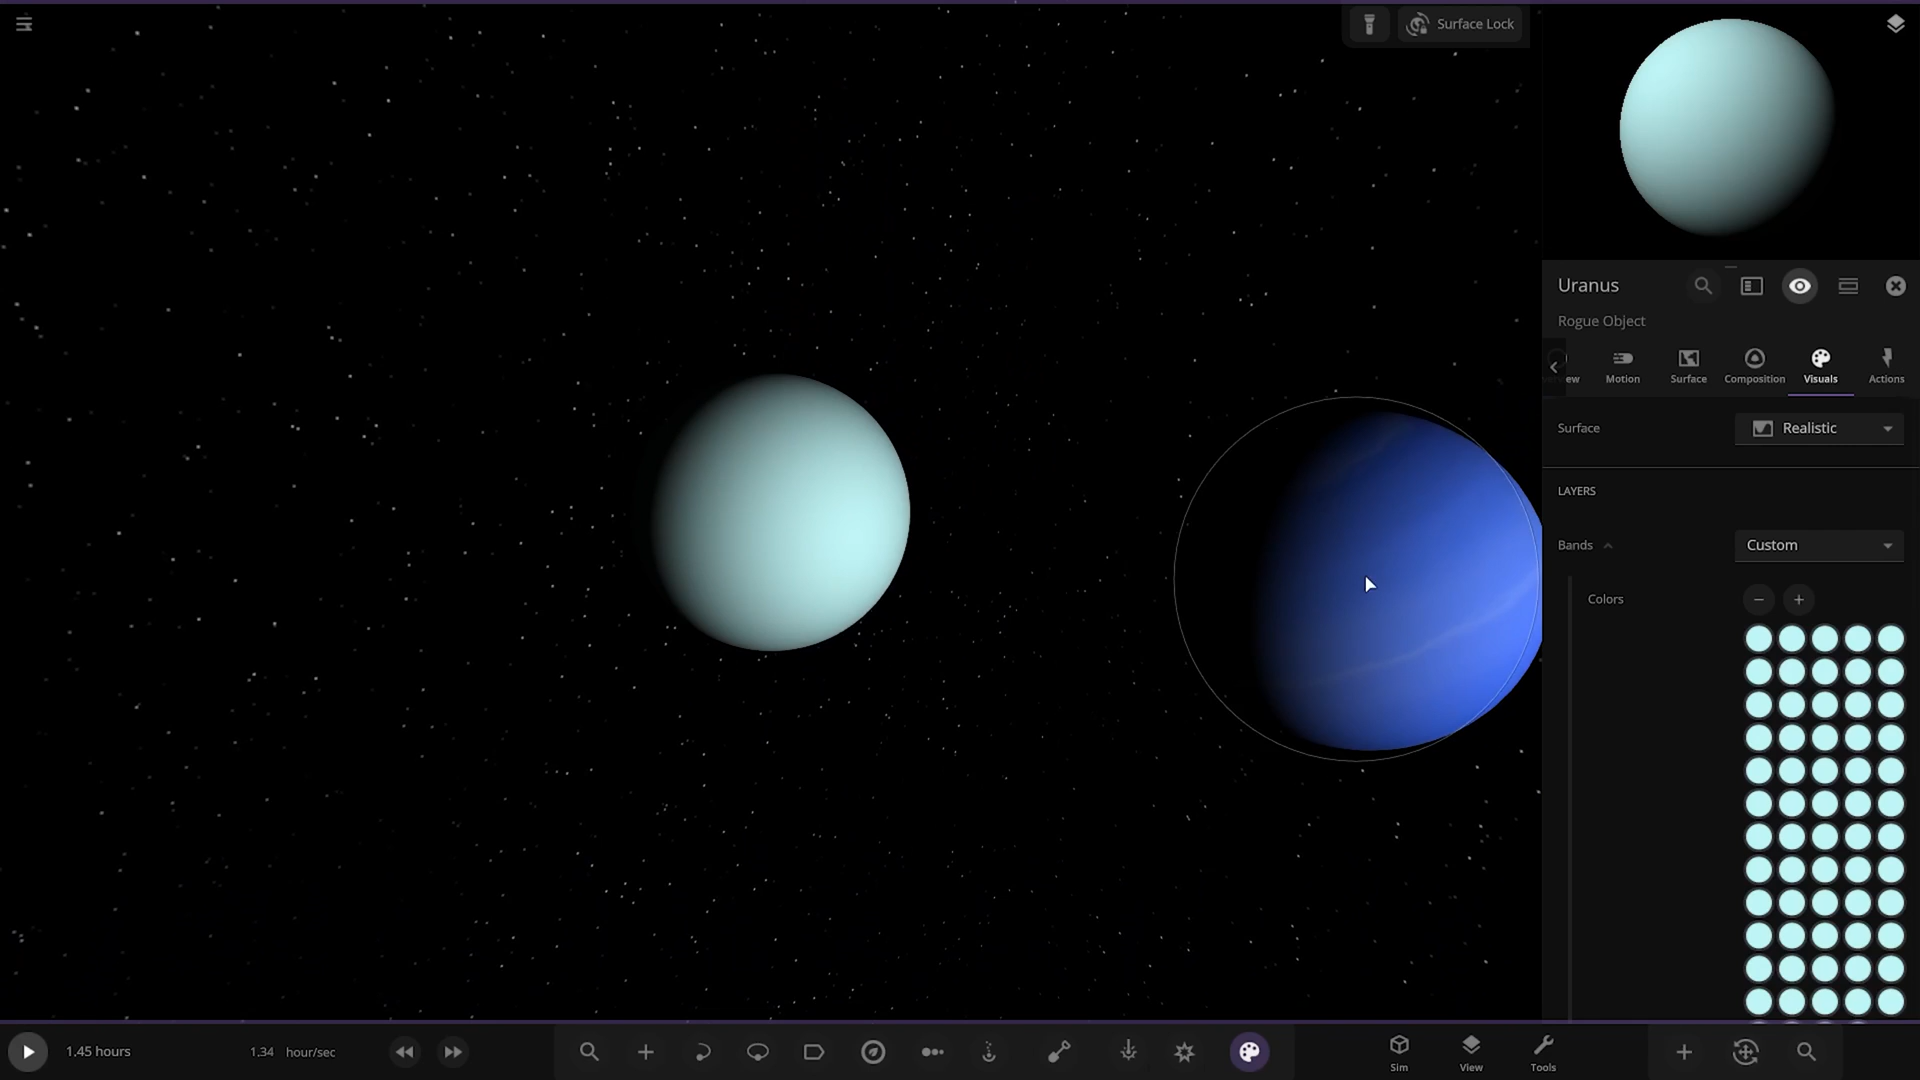 Surface Lock
Uranus
Rogue Object
Motion
Surface
Composition
Visuals
Actions
Surface
Realistic
LAYERS
Bands
Custom
Colors
1.45 hours
1.34 hour/sec
Sim
View
Tools